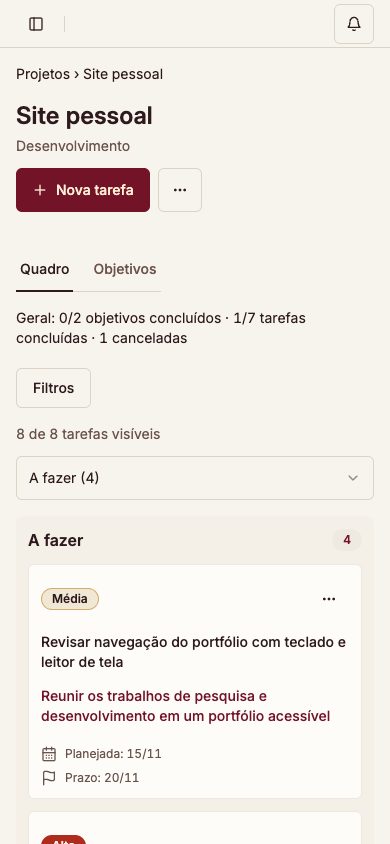 Projetos › Site pessoal
Site pessoal
Desenvolvimento
+ Nova tarefa
Quadro Objetivos
Geral: 0/2 objetivos concluídos · 1/7 tarefas
concluídas · 1 canceladas
Filtros
8 de 8 tarefas visíveis
A fazer (4)
A fazer 4
Média
Revisar navegação do portfólio com teclado e
leitor de tela
Reunir os trabalhos de pesquisa e
desenvolvimento em um portfólio acessível
Planejada: 15/11
Prazo: 20/11
Alta